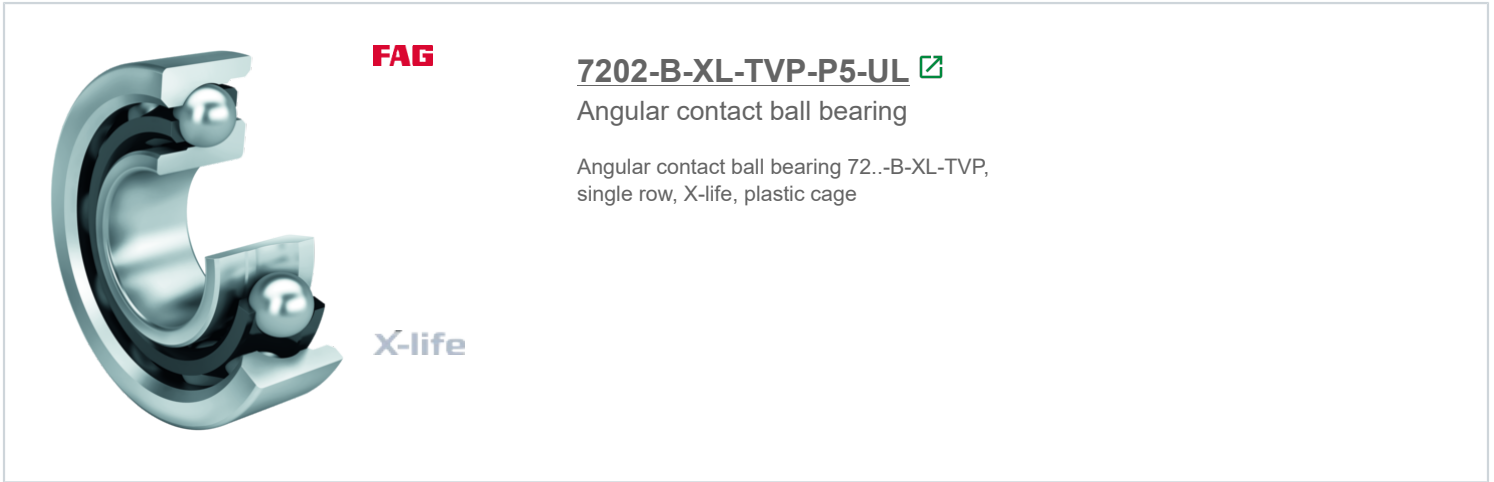 FAG
7202-B-XL-TVP-P5-UL
Angular contact ball bearing
Angular contact ball bearing 72..-B-XL-TVP,
single row, X-life, plastic cage
X-life